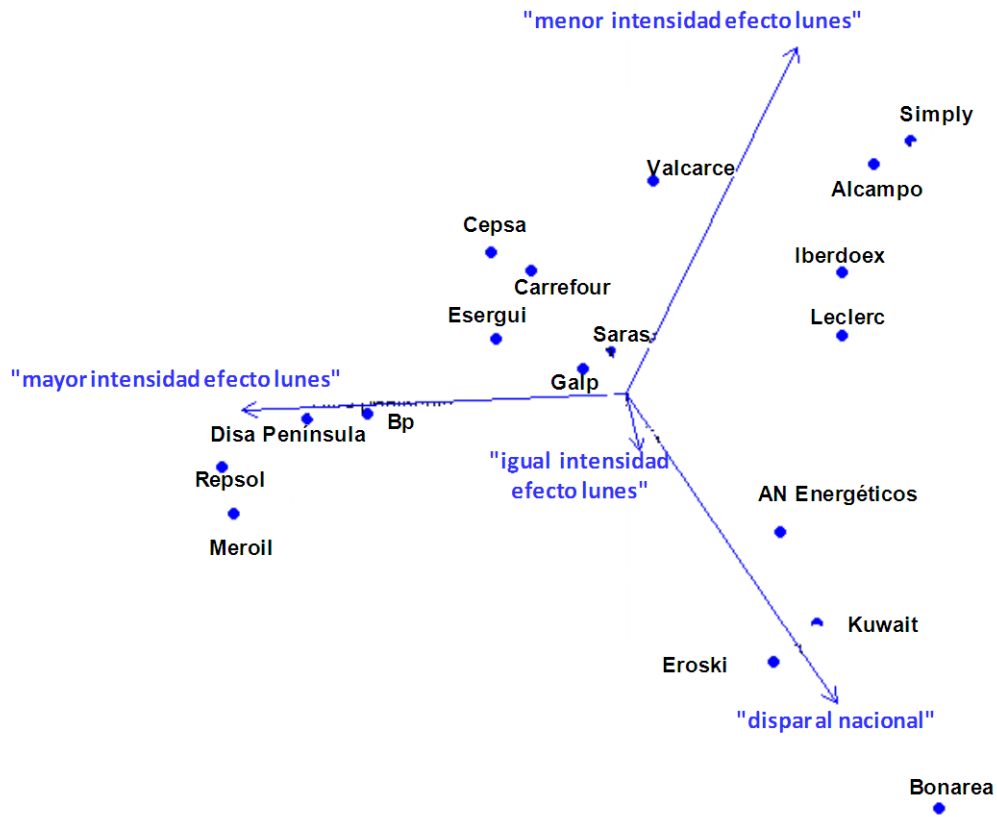 "menor intensidad efecto lunes"
Simply
Valcarce
Alcampo
Cepsa
Iberdoex
Carrefour
Esergui
Leclerc
Saras
"mayor intensidad efecto lunes"
Galp
Bp
Disa Península
"igual intensidad
efecto lunes"
Repsol
AN Energéticos
Meroil
Kuwait
Eroski
"dispar al nacional"
Bonarea